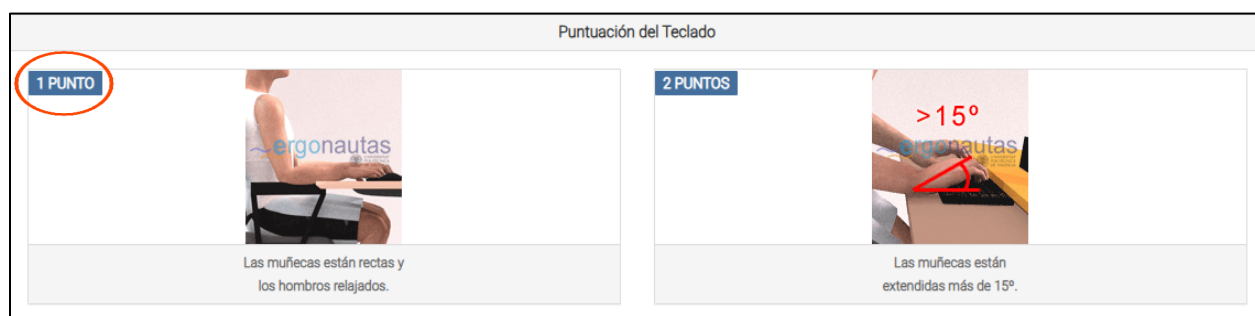 Puntuación del Teclado
1 PUNTO
ergonautas
Las muñecas están rectas y
los hombros relajados.
2 PUNTOS
>15º
ergonautas
Las muñecas están
extendidas más de 15º.